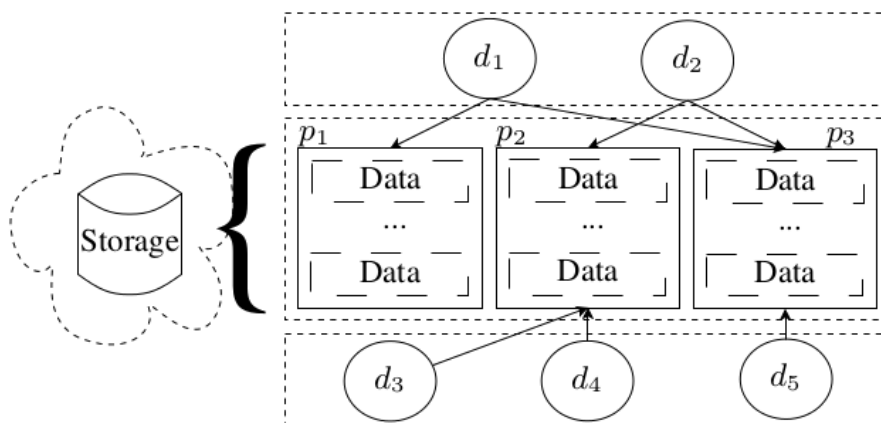 d₁ d₂
p₁ p₂ p₃
Data Data Data
... ... ...
Storage
Data Data Data
d₃ d₄ d₅